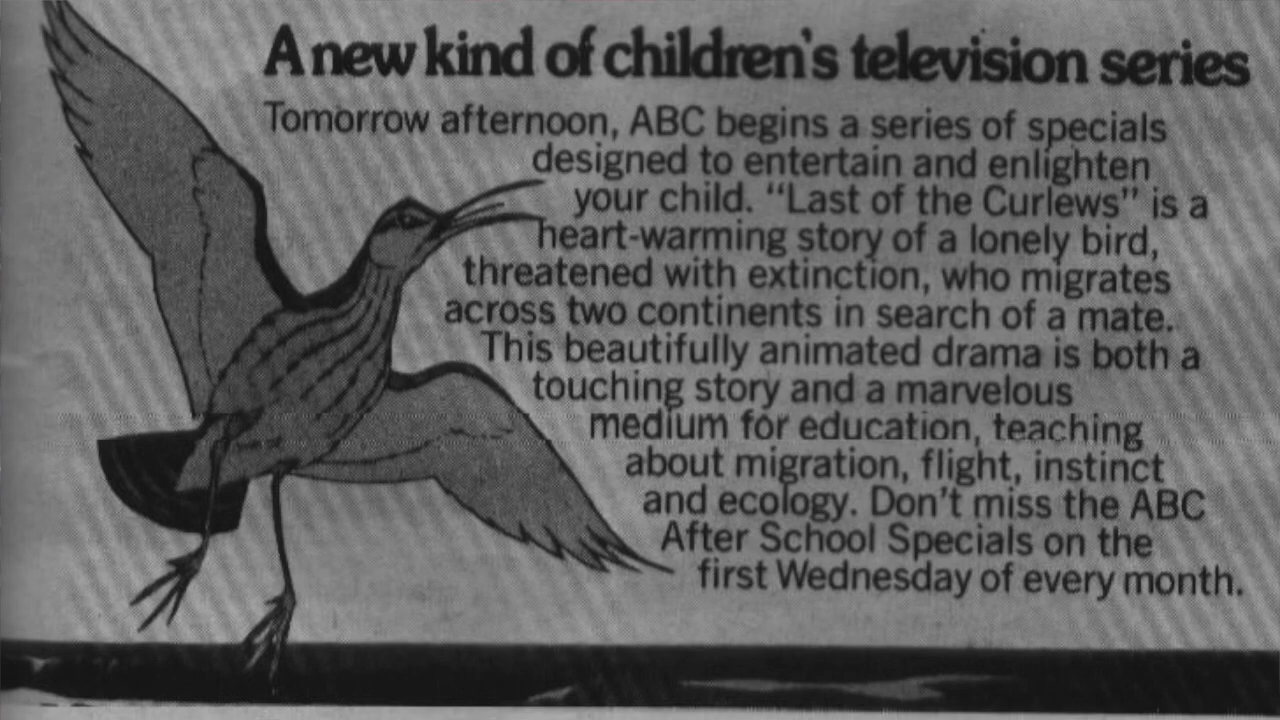 A new kind of children's television series
Tomorrow afternoon, ABC begins a series of specials
designed to entertain and enlighten
your child. "Last of the Curlews" is a
heart-warming story of a lonely bird,
threatened with extinction, who migrates
across two continents in search of a mate.
This beautifully animated drama is both a
touching story and a marvelous
medium for education, teaching
about migration, flight, instinct
and ecology. Don't miss the ABC
After School Specials on the
first Wednesday of every month.